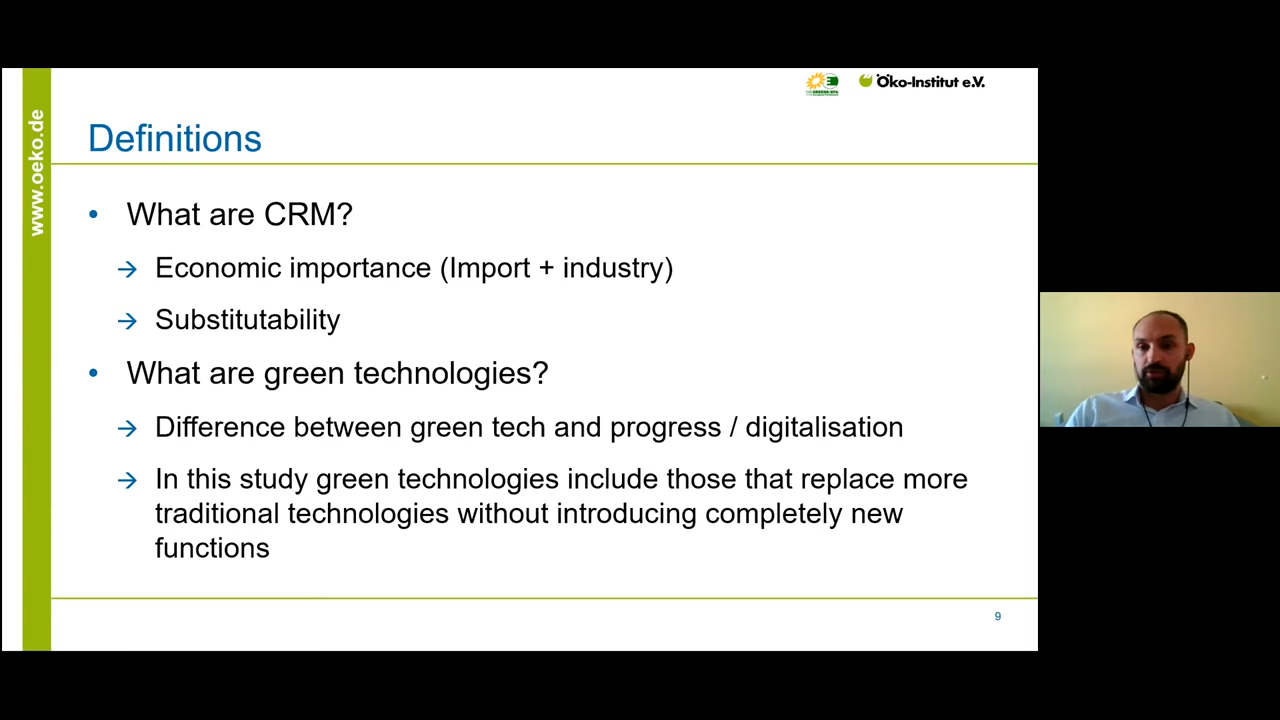 Öko-Institut e.V.
www.oeko.de
Definitions
• What are CRM?
→ Economic importance (Import + industry)
→ Substitutability
• What are green technologies?
→ Difference between green tech and progress / digitalisation
→ In this study green technologies include those that replace more
traditional technologies without introducing completely new
functions
9